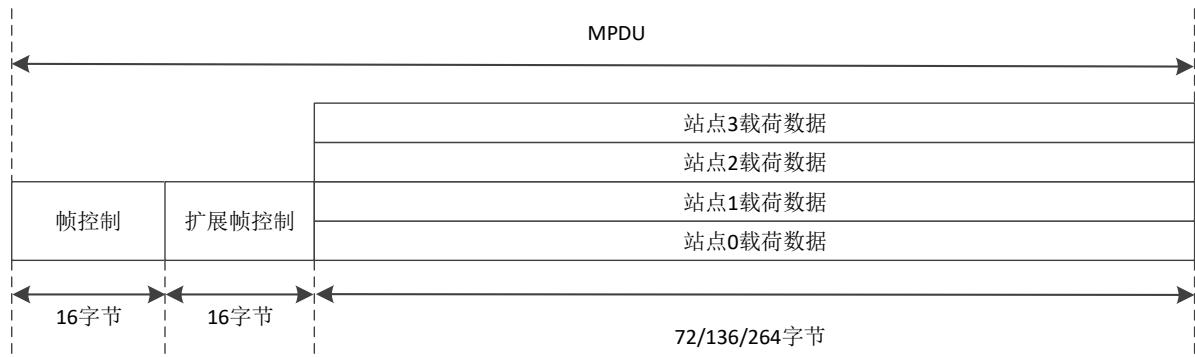 MPDU
站点3载荷数据
站点2载荷数据
站点1载荷数据
站点0载荷数据
帧控制
扩展帧控制
16字节
16字节
72/136/264字节